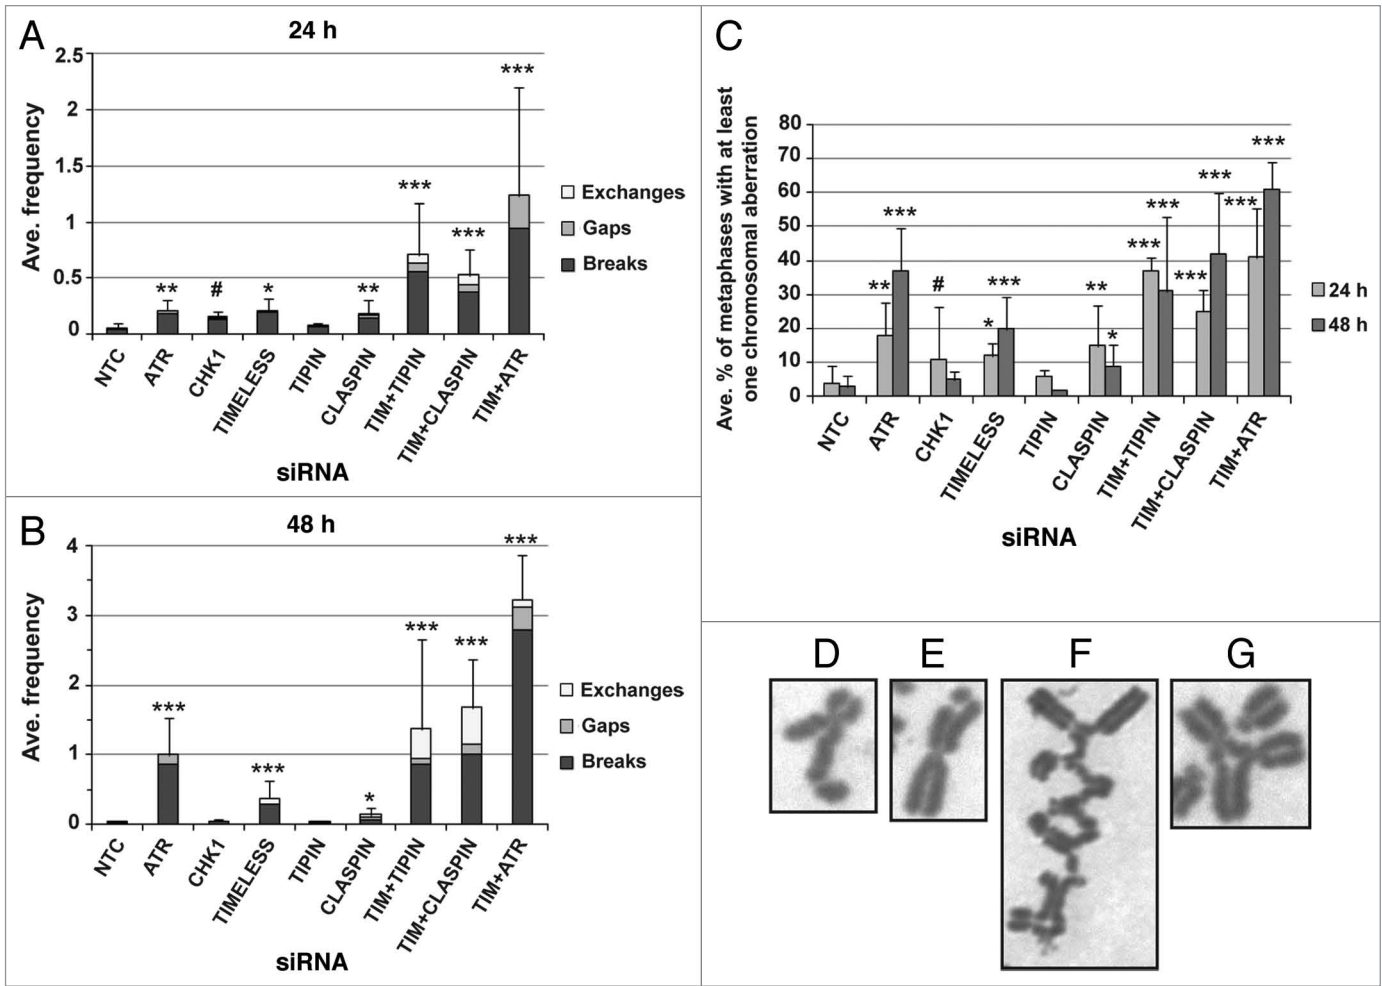 A
24 h
Ave. frequency
2.5
2
1.5
1
0.5
0
***
***
***
**
#
*
**
Exchanges
Gaps
Breaks
NTC
ATR
CHK1
TIMELESS
TIPIN
CLASPIN
TIM+TIPIN
TIM+CLASPIN
TIM+ATR
siRNA
B
48 h
Ave. frequency
4
3
2
1
0
***
***
***
***
***
*
Exchanges
Gaps
Breaks
NTC
ATR
CHK1
TIMELESS
TIPIN
CLASPIN
TIM+TIPIN
TIM+CLASPIN
TIM+ATR
siRNA
C
Ave. % of metaphases with at least
one chromosomal aberration
80
70
60
50
40
30
20
10
0
**
***
#
*
***
**
*
***
***
***
***
***
***
24 h
48 h
NTC
ATR
CHK1
TIMELESS
TIPIN
CLASPIN
TIM+TIPIN
TIM+CLASPIN
TIM+ATR
siRNA
D
E
F
G